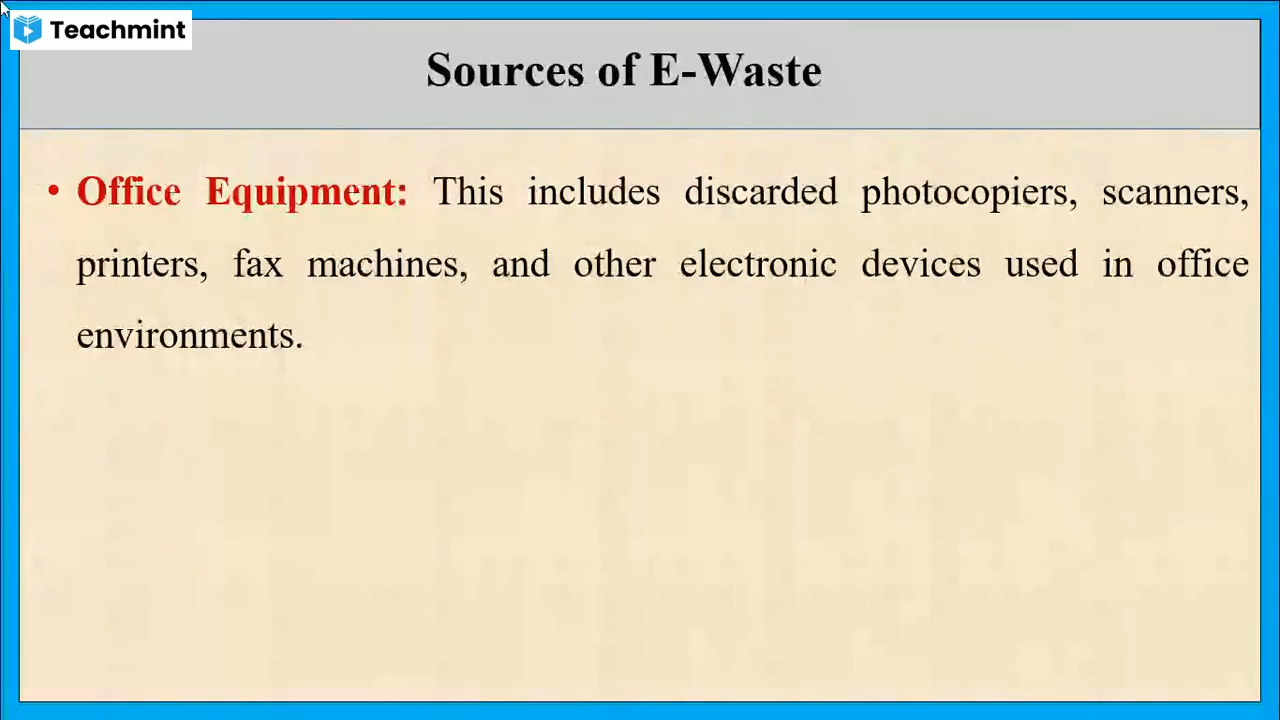 Teachmint
Sources of E-Waste
• Office Equipment: This includes discarded photocopiers, scanners,
printers, fax machines, and other electronic devices used in office
environments.